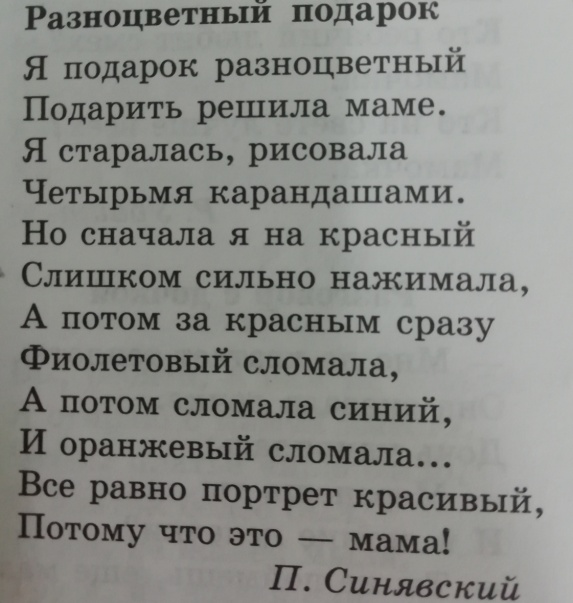 Разноцветный подарок
Я подарок разноцветный
Подарить решила маме.
Я старалась, рисовала
Четырьмя карандашами.
Но сначала я на красный
Слишком сильно нажимала,
А потом за красным сразу
Фиолетовый сломала,
А потом сломала синий,
И оранжевый сломала...
Все равно портрет красивый,
Потому что это — мама!
П. Синявский